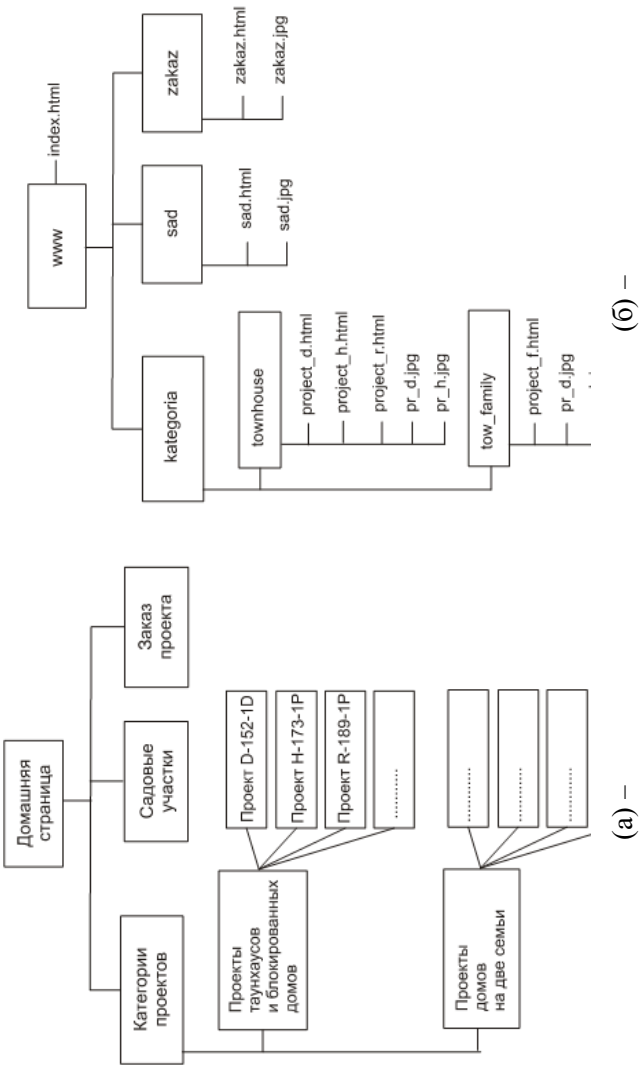 Домашняя
страница
Категории
проектов
Садовые
участки
Заказ
проекта
Проекты
таунхаусов
и блокированных
домов
Проект D-152-1D
Проект H-173-1P
Проект R-189-1P
............
Проекты
домов
на две семьи
............
............
............
(а) –
www
index.html
kategoria
sad
zakaz
sad.html
sad.jpg
zakaz.html
zakaz.jpg
townhouse
project_d.html
project_h.html
project_r.html
pr_d.jpg
pr_h.jpg
tow_family
project_f.html
pr_d.jpg
(б) –